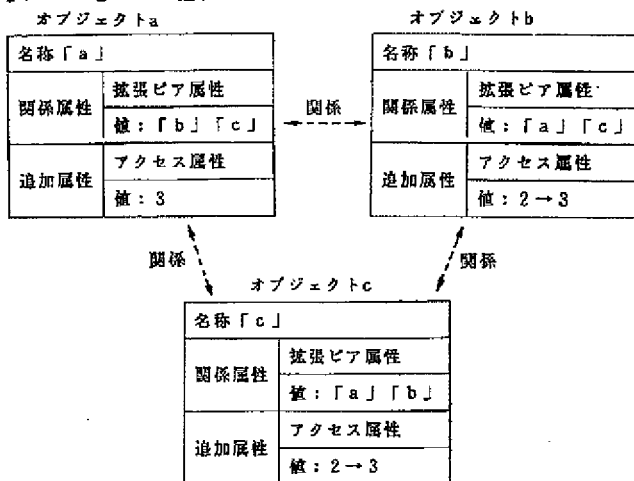 オブジェクトa
オブジェクトb
名称「a」
関係属性
拡張ピア属性
値：「b」「c」
追加属性
アクセス属性
値：3
関係
名称「b」
関係属性
拡張ピア属性
値：「a」「c」
追加属性
アクセス属性
値：2→3
関係
関係
オブジェクトc
名称「c」
関係属性
拡張ピア属性
値：「a」「b」
追加属性
アクセス属性
値：2→3